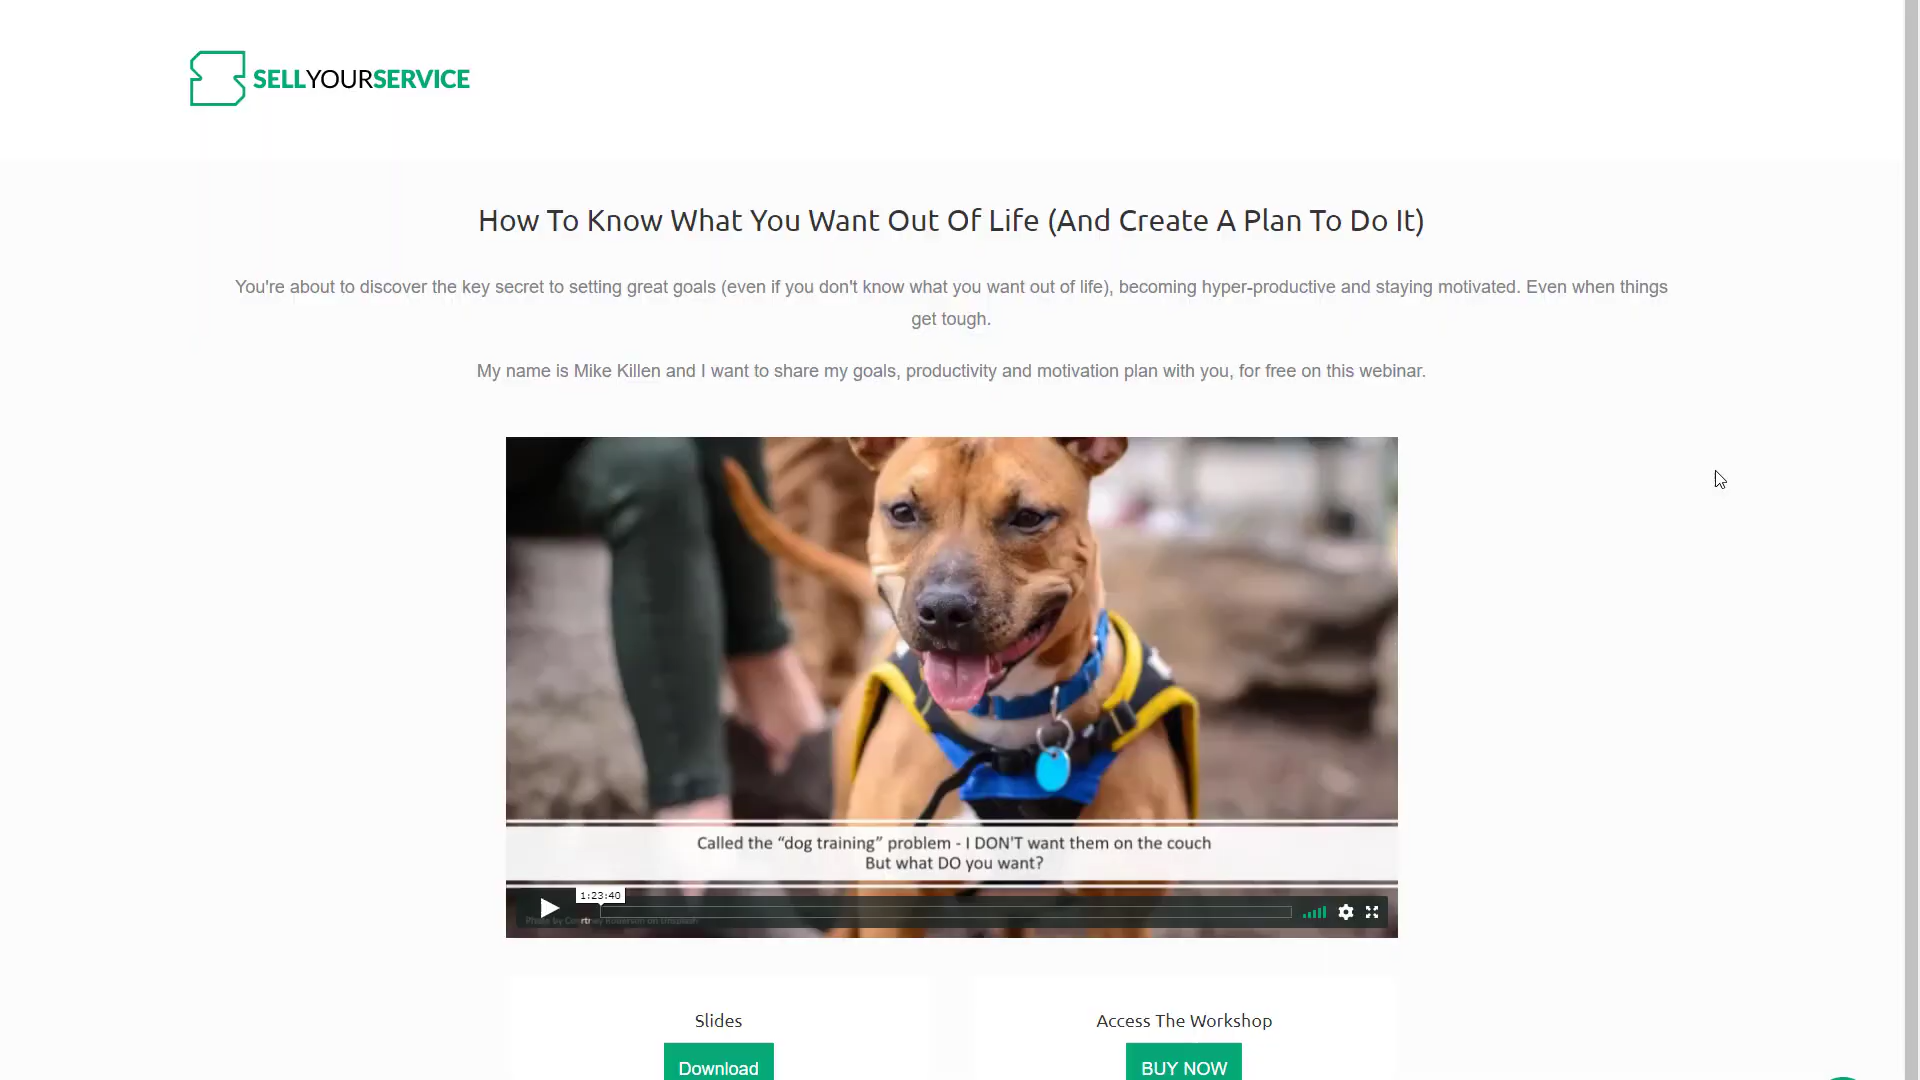 SELLYOURSERVICE
How To Know What You Want Out Of Life (And Create A Plan To Do It)
You're about to discover the key secret to setting great goals (even if you don't know what you want out of life), becoming hyper-productive and staying motivated. Even when things
get tough.
My name is Mike Killen and I want to share my goals, productivity and motivation plan with you, for free on this webinar.
Called the “dog training” problem - I DON'T want them on the couch
But what DO you want?
1:23:40
Photo by
on Unsplash
Slides
Access The Workshop
Download
BUY NOW